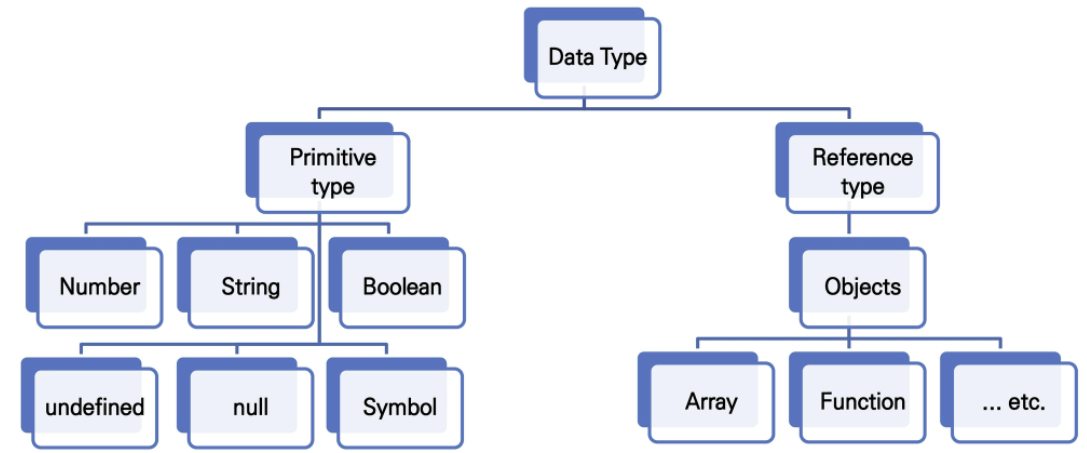 Data Type
Primitive
type
Reference
type
Number
String
Boolean
Objects
undefined
null
Symbol
Array
Function
... etc.